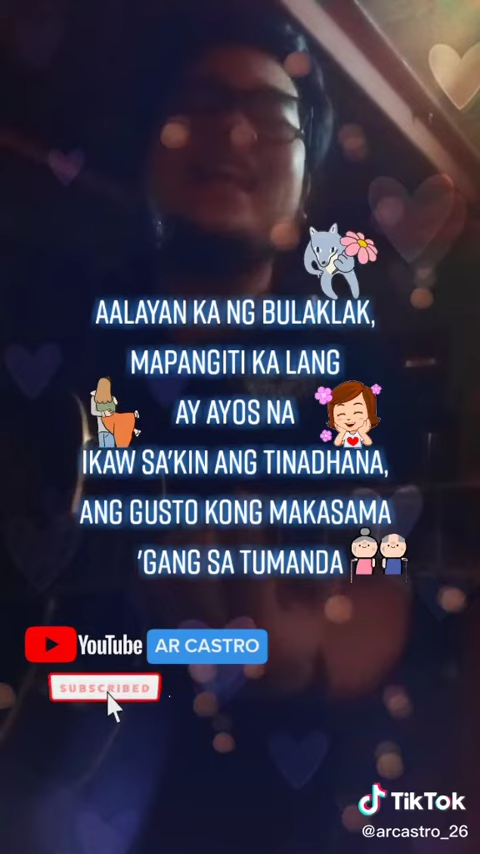 AALAYAN KA NG BULAKLAK,
MAPANGITI KA LANG
AY AYOS NA
IKAW SA'KIN ANG TINADHANA,
ANG GUSTO KONG MAKASAMA
'GANG SA TUMANDA
YouTube AR CASTRO
SUBSCRIBED
TikTok
@arcastro_26